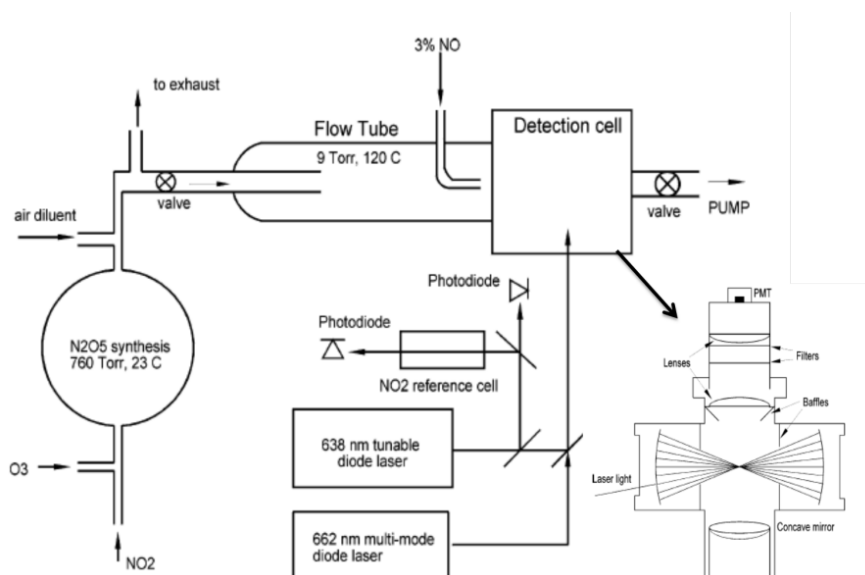 3% NO
to exhaust
Flow Tube
9 Torr, 120 C
Detection cell
valve
valve
PUMP
air diluent
Photodiode
PMT
Photodiode
N2O5 synthesis
760 Torr, 23 C
NO2 reference cell
Lenses
Filters
Baffles
638 nm tunable
diode laser
O3
Laser light
662 nm multi-mode
diode laser
Concave mirror
NO2